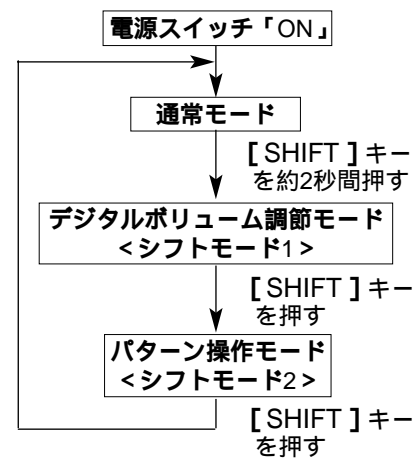 電源スイッチ「ON」
通常モード
［SHIFT］キー
を約2秒間押す
デジタルボリューム調節モード
<シフトモード1>
［SHIFT］キー
を押す
パターン操作モード
<シフトモード2>
［SHIFT］キー
を押す